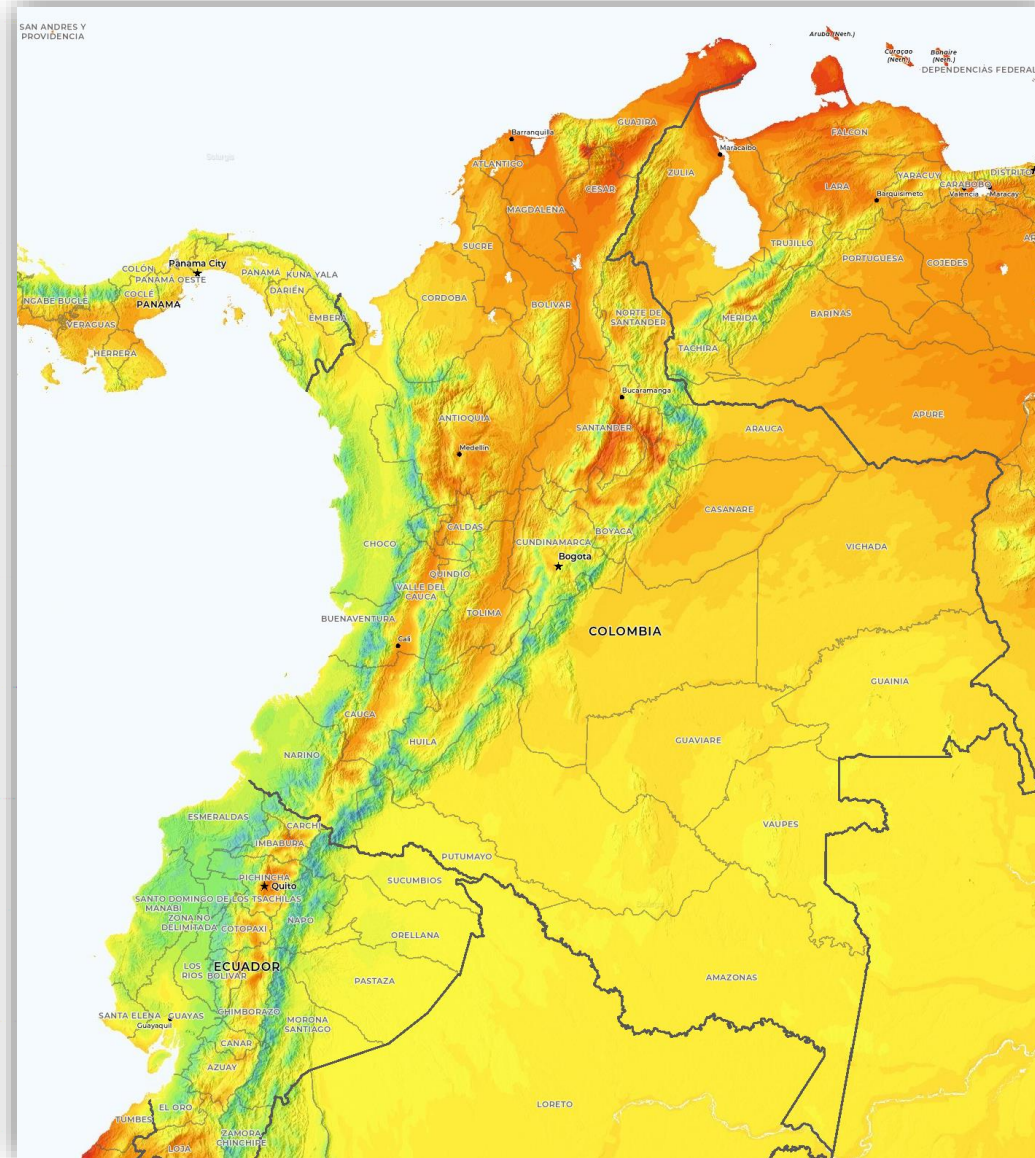 SAN ANDRES Y
PROVIDENCIA
Aruba (Neth.)
Curaçao
(Neth.)
Bonaire
(Neth.)
DEPENDENCIAS FEDERAL
GUAJIRA
Barranquilla
ATLANTICO
Maracaibo
FALCON
ZULIA
CESAR
YARACUY
CARABOBO
DISTRITO
LARA
Barquisimeto
Valencia
Maracay
MAGDALENA
SUCRE
TRUJILLO
PORTUGUESA
COJEDES
AR
Panama City
COLON
PANAMA OESTE
PANAMA
KUNA YALA
COCLÉ
DARIÉN
NGABE BUGLE
PANAMA
EMBERA
VERAGUAS
HERRERA
CORDOBA
BOLIVAR
NORTE DE
SANTANDER
MERIDA
BARINAS
TACHIRA
Bucaramanga
ANTIOQUIA
SANTANDER
ARAUCA
APURE
Medellin
CASANARE
CALDAS
CHOCO
CUNDINAMARCA
BOYACA
VICHADA
Bogota
QUINDIO
VALLE DEL
CAUCA
TOLIMA
BUENAVENTURA
COLOMBIA
Cali
GUAINIA
CAUCA
HUILA
GUAVIARE
NARINO
ESMERALDAS
CARCHI
VAUPES
IMBABURA
PUTUMAYO
PICHINCHA
Quito
SUCUMBIOS
SANTO DOMINGO DE LOS TSACHILAS
MANABI
ZONA NO
DELIMITADA
COTOPAXI
NAPO
ORELLANA
LOS
RIOS
BOLIVAR
ECUADOR
PASTAZA
AMAZONAS
SANTA ELENA
GUAYAS
Guayaquil
CHIMBORAZO
MORONA
SANTIAGO
CANAR
AZUAY
EL ORO
TUMBES
LORETO
ZAMORA
CHINCHIPE
LOJA